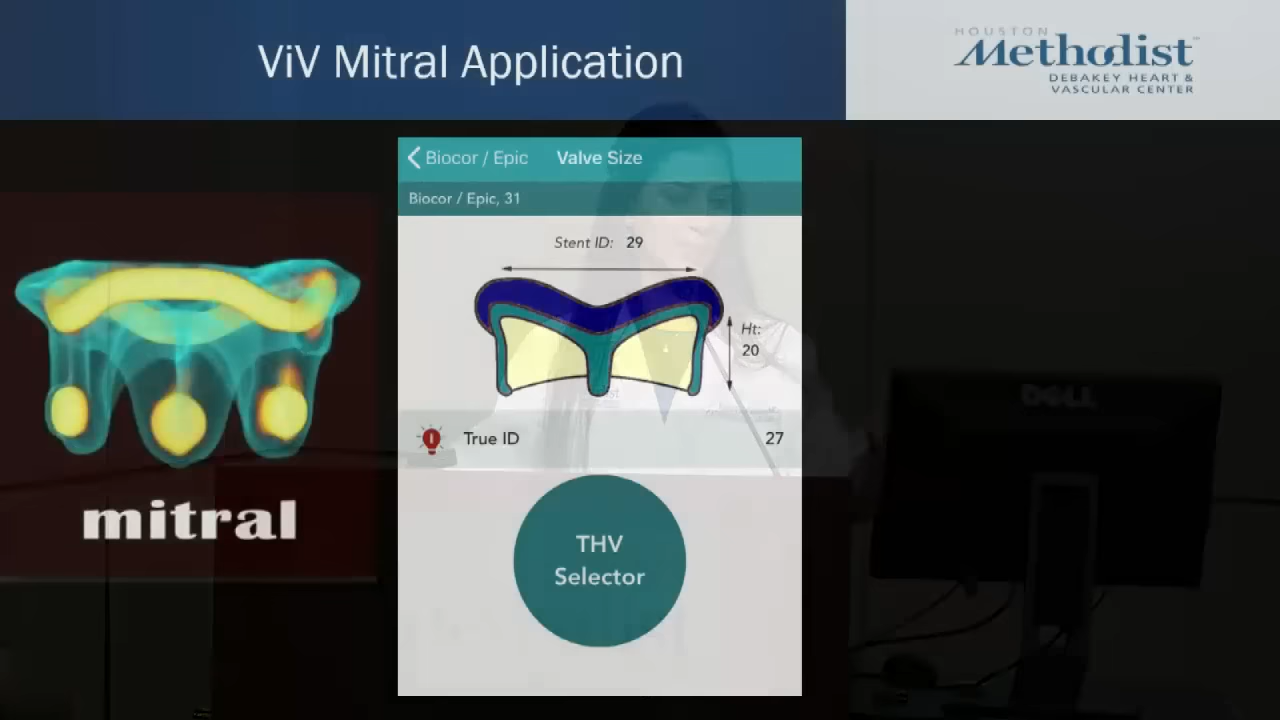 ViV Mitral Application
HOUSTON
Methodist
DEBAKEY HEART &
VASCULAR CENTER
Biocor / Epic Valve Size
Biocor / Epic, 31
Stent ID: 29
Ht:
20
True ID 27
THV
Selector
mitral
DELL